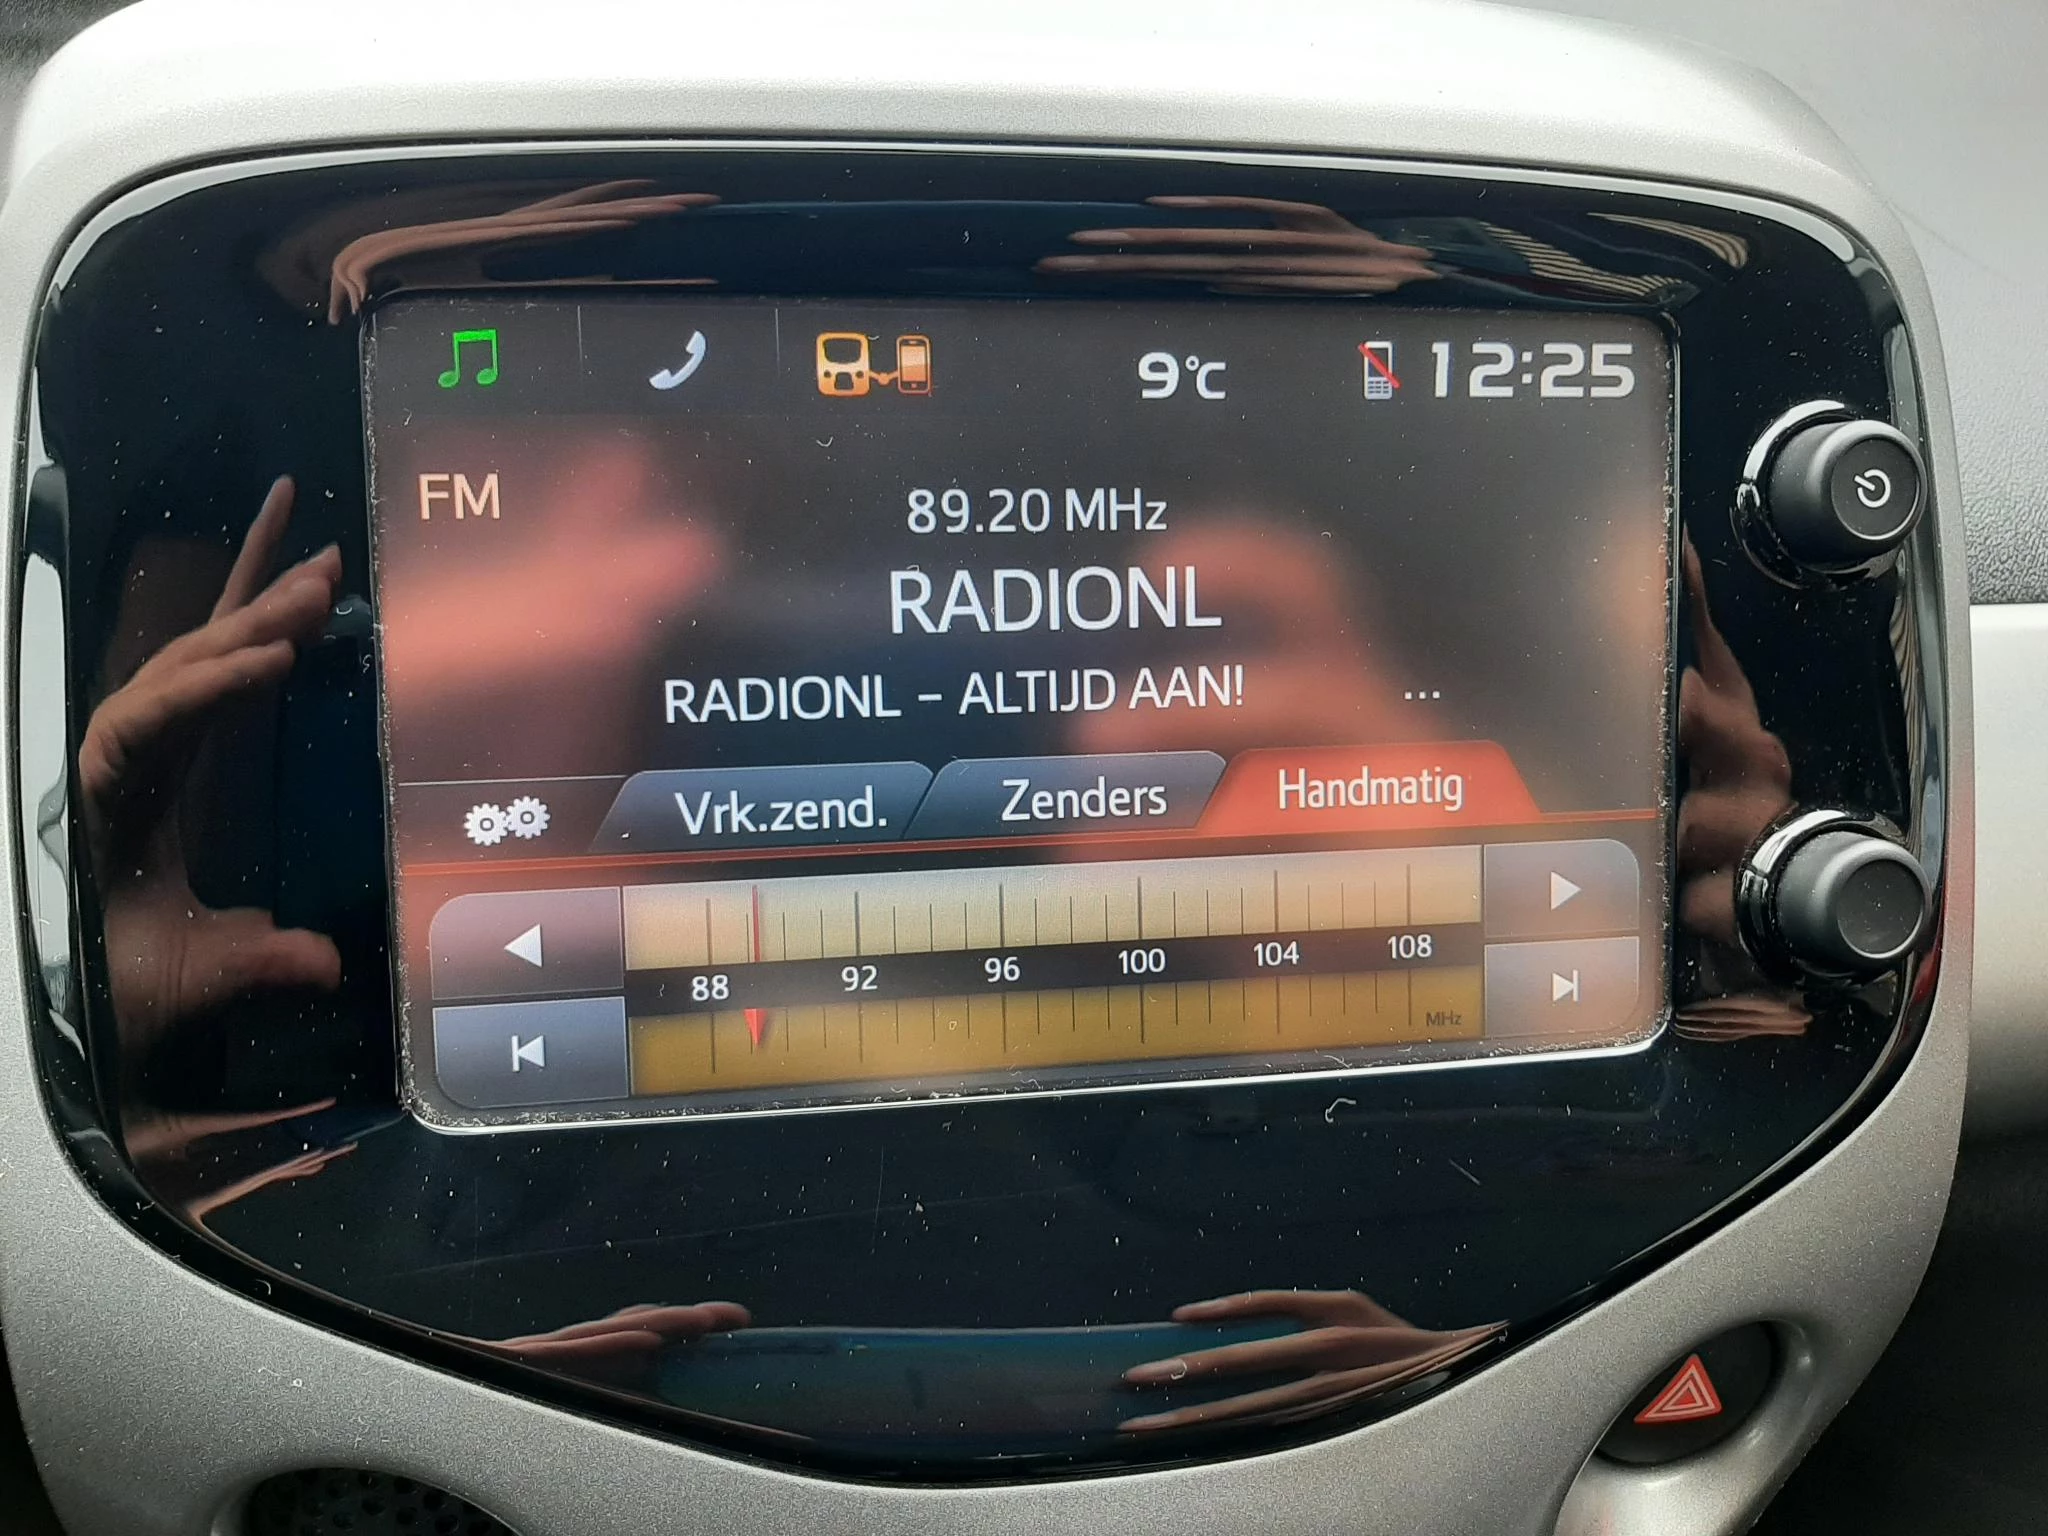 9°C 12:25
FM
89.20 MHz
RADIONL
RADIONL - ALTIJD AAN! ...
Vrk.zend. Zenders Handmatig
88 92 96 100 104 108
MHz